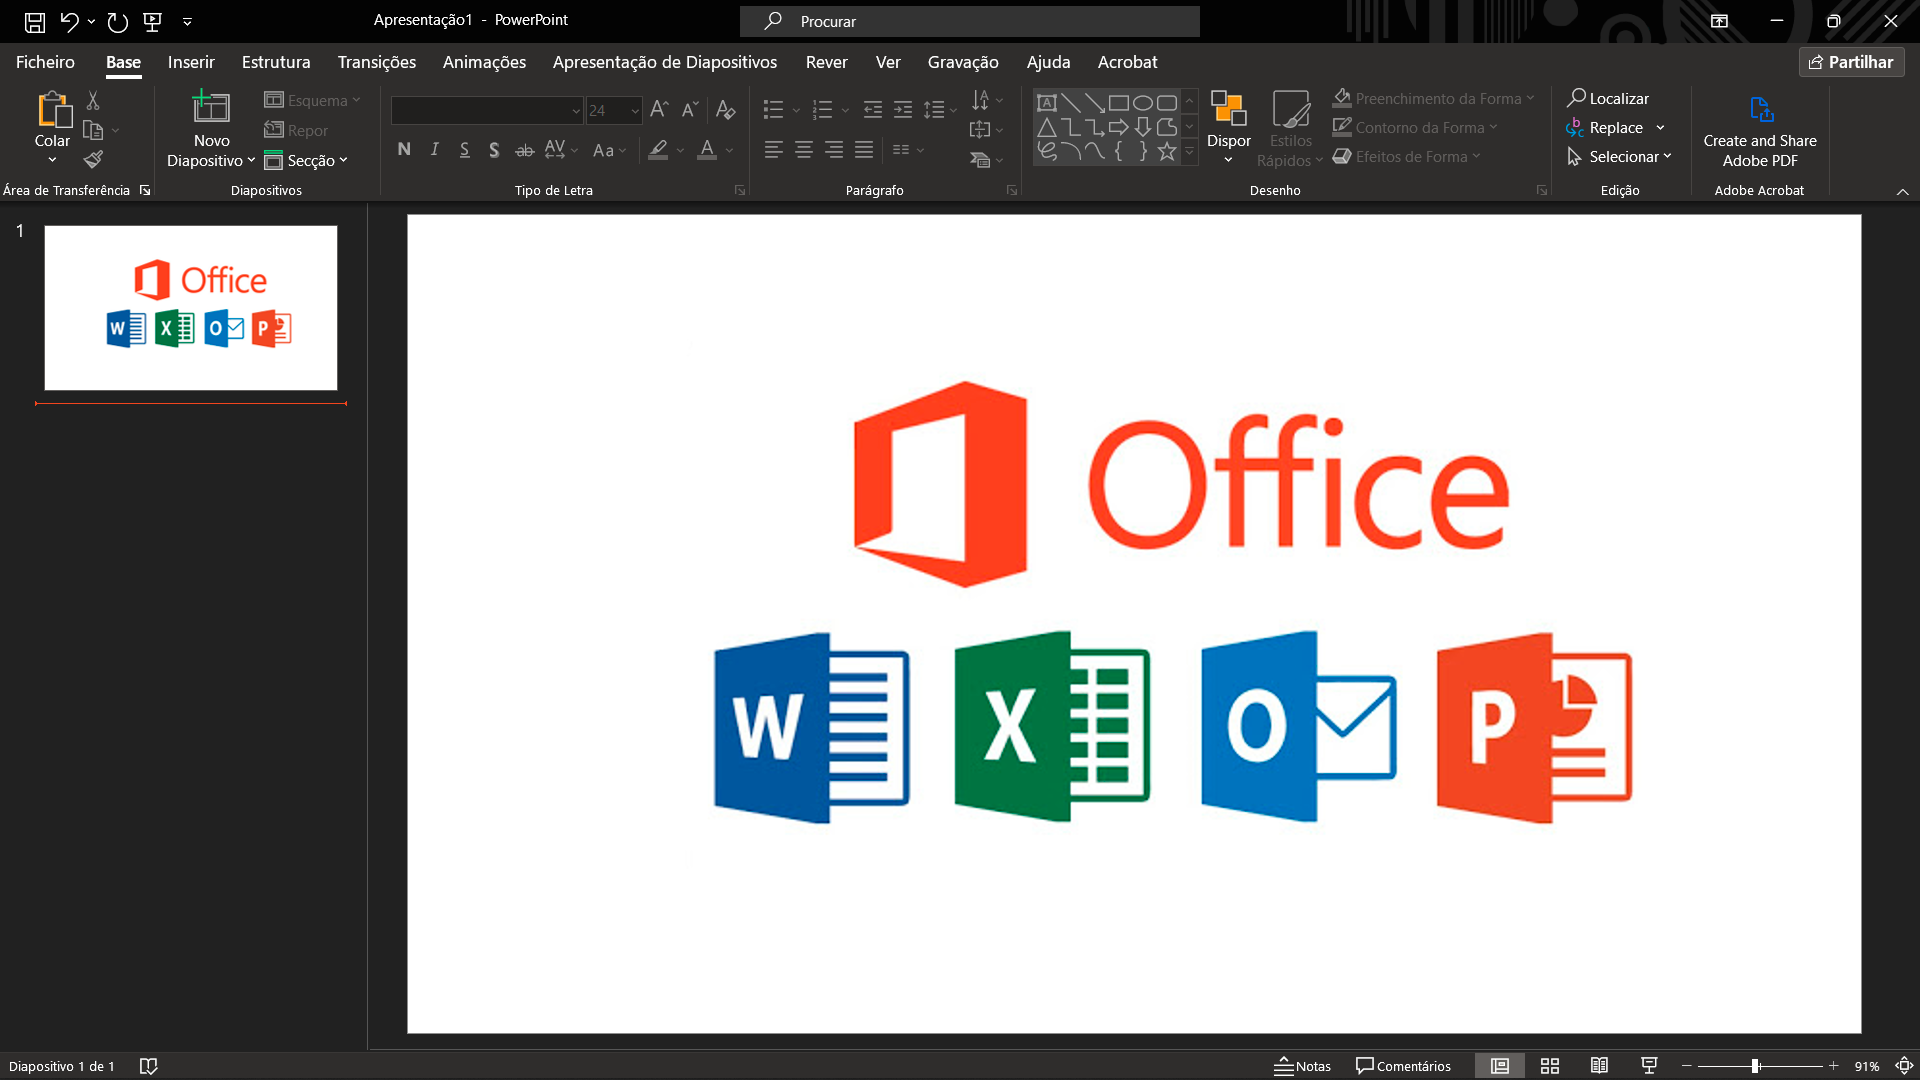 Apresentação1 - PowerPoint
Procurar
Ficheiro Base Inserir Estrutura Transições Animações Apresentação de Diapositivos Rever Ver Gravação Ajuda Acrobat Partilhar
Colar
Novo
Diapositivo
Esquema
Repor
Secção
24
N I S S ab AV Aa A
Dispor
Estilos
Rápidos
Preenchimento da Forma
Contorno da Forma
Efeitos de Forma
Localizar
Replace
Selecionar
Create and Share
Adobe PDF
Área de Transferência Diapositivos Tipo de Letra Parágrafo Desenho Edição Adobe Acrobat
1
Office
W X O P
Office
W X O P
Diapositivo 1 de 1
Notas
Comentários
91%